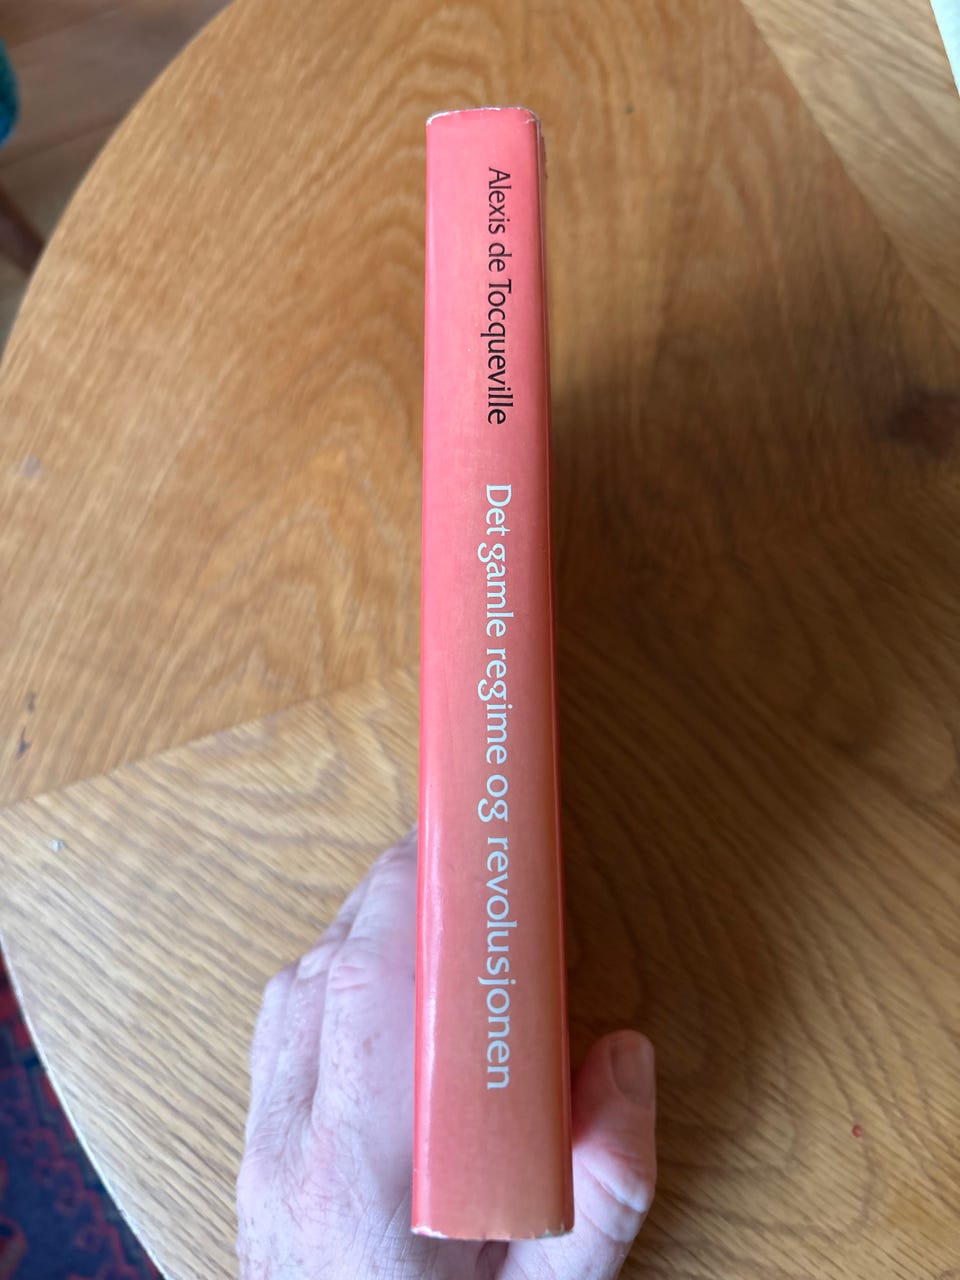 Alexis de Tocqueville Det gamle regime og revolusjonen